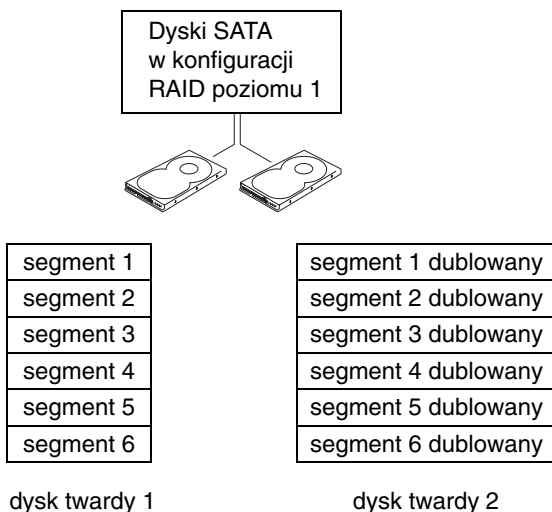 Dyski SATA
w konfiguracji
RAID poziomu 1
segment 1
segment 2
segment 3
segment 4
segment 5
segment 6
dysk twardy 1
segment 1 dublowany
segment 2 dublowany
segment 3 dublowany
segment 4 dublowany
segment 5 dublowany
segment 6 dublowany
dysk twardy 2